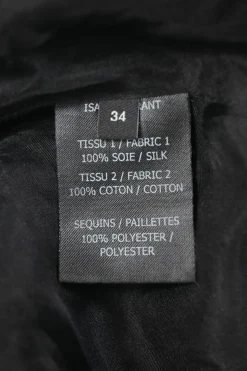 34
TISSU 1 / FABRIC 1
100% SOIE / SILK
TISSU 2 / FABRIC 2
100% COTON / COTTON
SEQUINS / PAILLETTES
100% POLYESTER /
POLYESTER